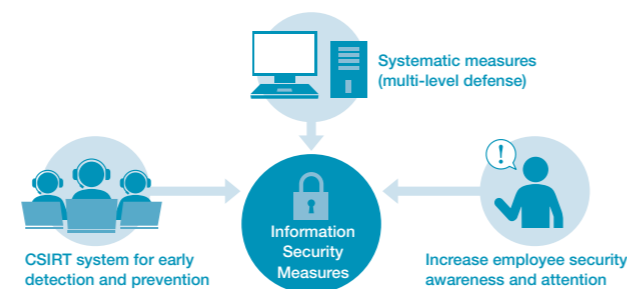 Systematic measures
(multi-level defense)
!
Information
Security
Measures
CSIRT system for early
detection and prevention
Increase employee security
awareness and attention